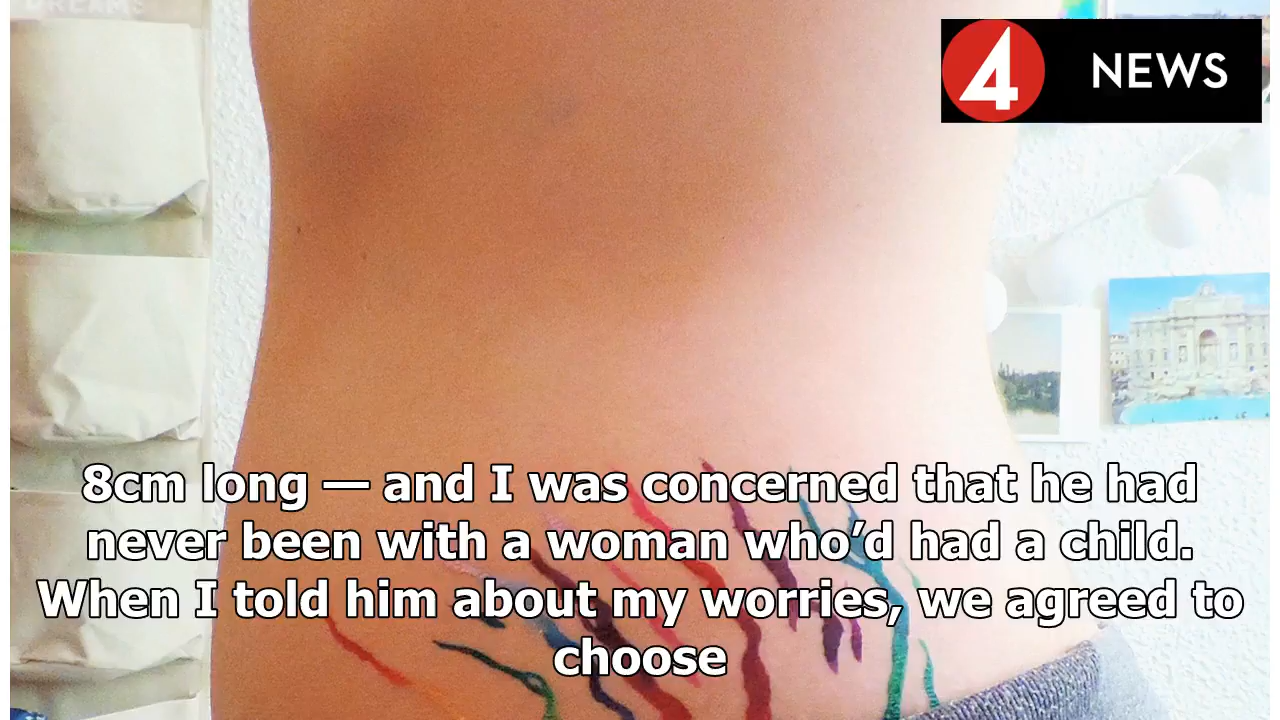 DREAMS
4 NEWS
8cm long — and I was concerned that he had
never been with a woman who’d had a child.
When I told him about my worries, we agreed to
choose